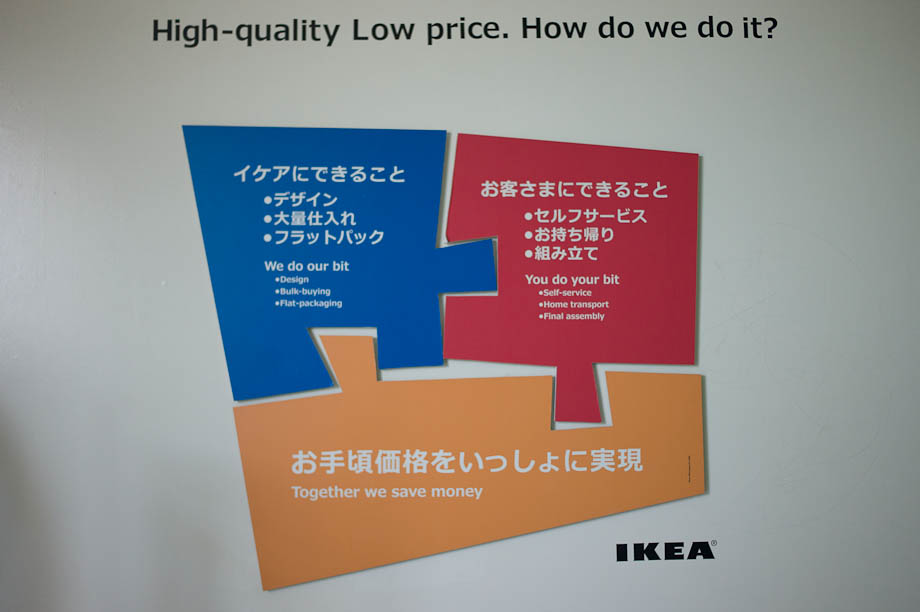 High-quality Low price. How do we do it?
イケアにできること
●デザイン
●大量仕入れ
●フラットパック
We do our bit
●Design
●Bulk-buying
●Flat-packaging
お客さまにできること
●セルフサービス
●お持ち帰り
●組み立て
You do your bit
●Self-service
●Home transport
●Final assembly
お手頃価格をいっしょに実現
Together we save money
IKEA®